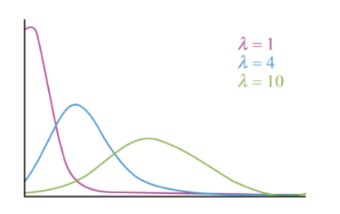 λ = 1
λ = 4
λ = 10